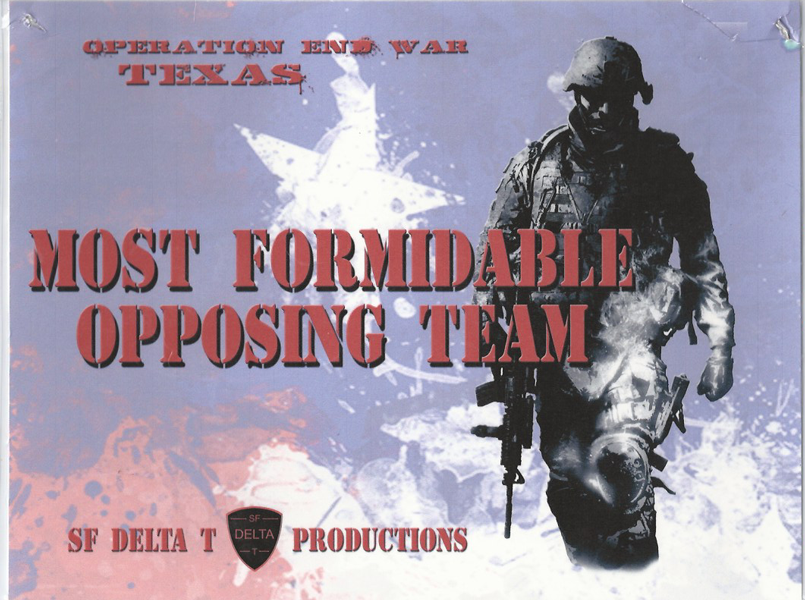 OPERATION END WAR
TEXAS
MOST FORMIDABLE
OPPOSING TEAM
SF DELTA T PRODUCTIONS
SF
DELTA
T